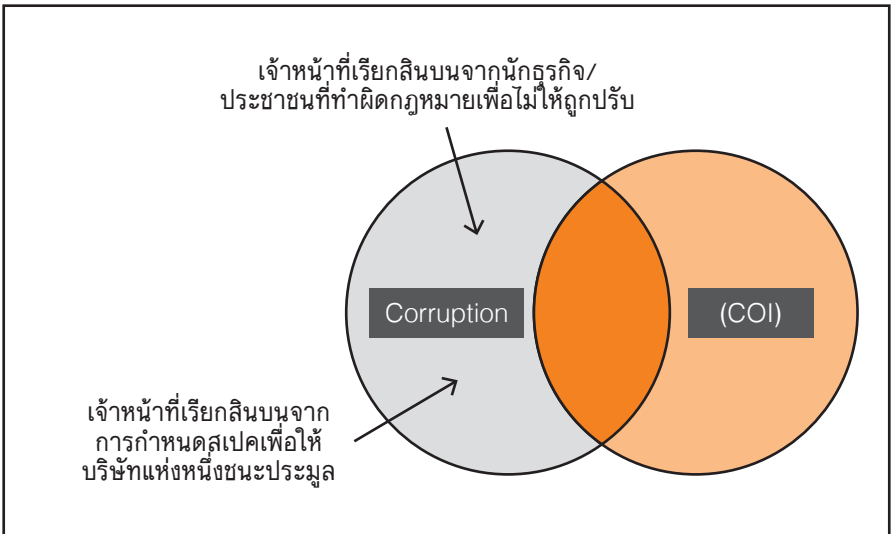 เจ้าหน้าที่เรียกสินบนจากนักธุรกิจ/
ประชาชนที่ทำผิดกฎหมายเพื่อไม่ให้ถูกปรับ
Corruption
(COI)
เจ้าหน้าที่เรียกสินบนจาก
การกำหนดสเปคเพื่อให้
บริษัทแห่งหนึ่งชนะประมูล